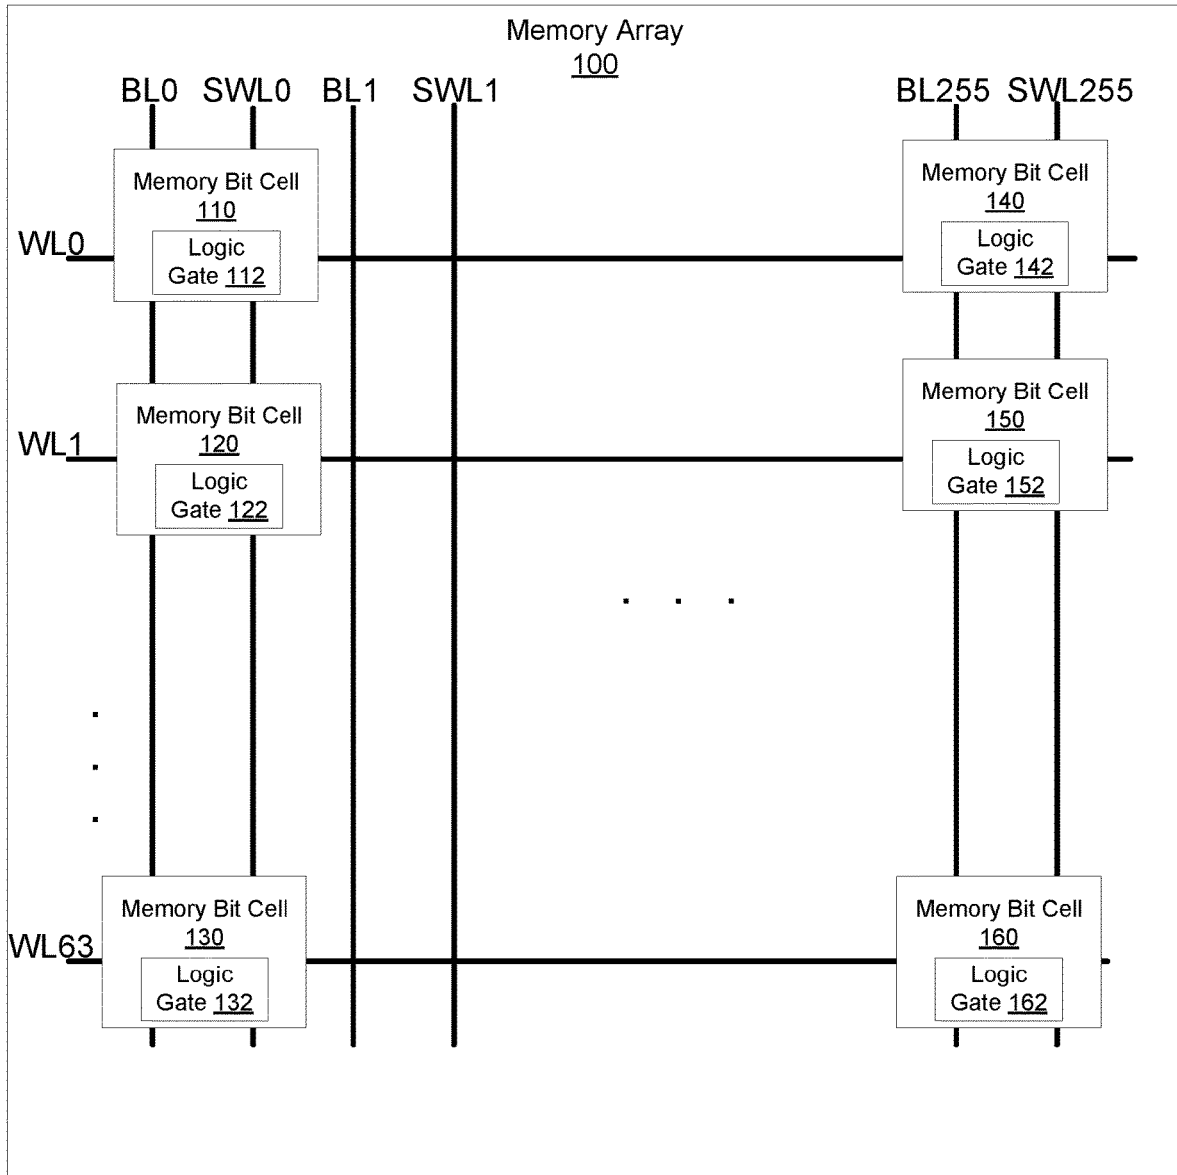 Memory Array
100
BL0 SWL0 BL1 SWL1 BL255 SWL255
Memory Bit Cell
110
Logic
Gate 112
Memory Bit Cell
140
Logic
Gate 142
WL0
Memory Bit Cell
120
Logic
Gate 122
Memory Bit Cell
150
Logic
Gate 152
WL1
. . .
.
.
.
Memory Bit Cell
130
Logic
Gate 132
Memory Bit Cell
160
Logic
Gate 162
WL63